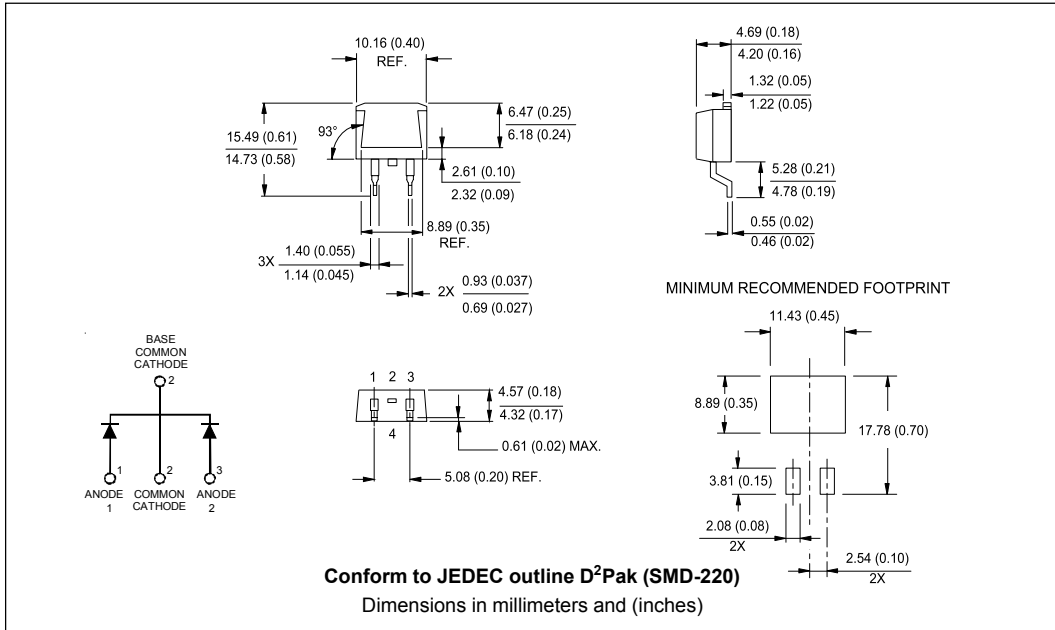 10.16 (0.40)
REF.
15.49 (0.61)
14.73 (0.58)
93°
6.47 (0.25)
6.18 (0.24)
2.61 (0.10)
2.32 (0.09)
8.89 (0.35)
REF.
3X
1.40 (0.055)
1.14 (0.045)
2X
0.93 (0.037)
0.69 (0.027)
4.69 (0.18)
4.20 (0.16)
1.32 (0.05)
1.22 (0.05)
5.28 (0.21)
4.78 (0.19)
0.55 (0.02)
0.46 (0.02)
MINIMUM RECOMMENDED FOOTPRINT
11.43 (0.45)
8.89 (0.35)
17.78 (0.70)
3.81 (0.15)
2.08 (0.08)
2X
2.54 (0.10)
2X
BASE
COMMON
CATHODE
2
1 2 3
ANODE COMMON ANODE
1 CATHODE 2
1 2 3
4
4.57 (0.18)
4.32 (0.17)
0.61 (0.02) MAX.
5.08 (0.20) REF.
Conform to JEDEC outline D²Pak (SMD-220)
Dimensions in millimeters and (inches)